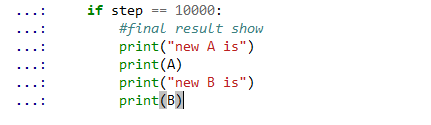 ...:     if step == 10000:
...:         #final result show
...:         print("new A is")
...:         print(A)
...:         print("new B is")
...:         print(B)